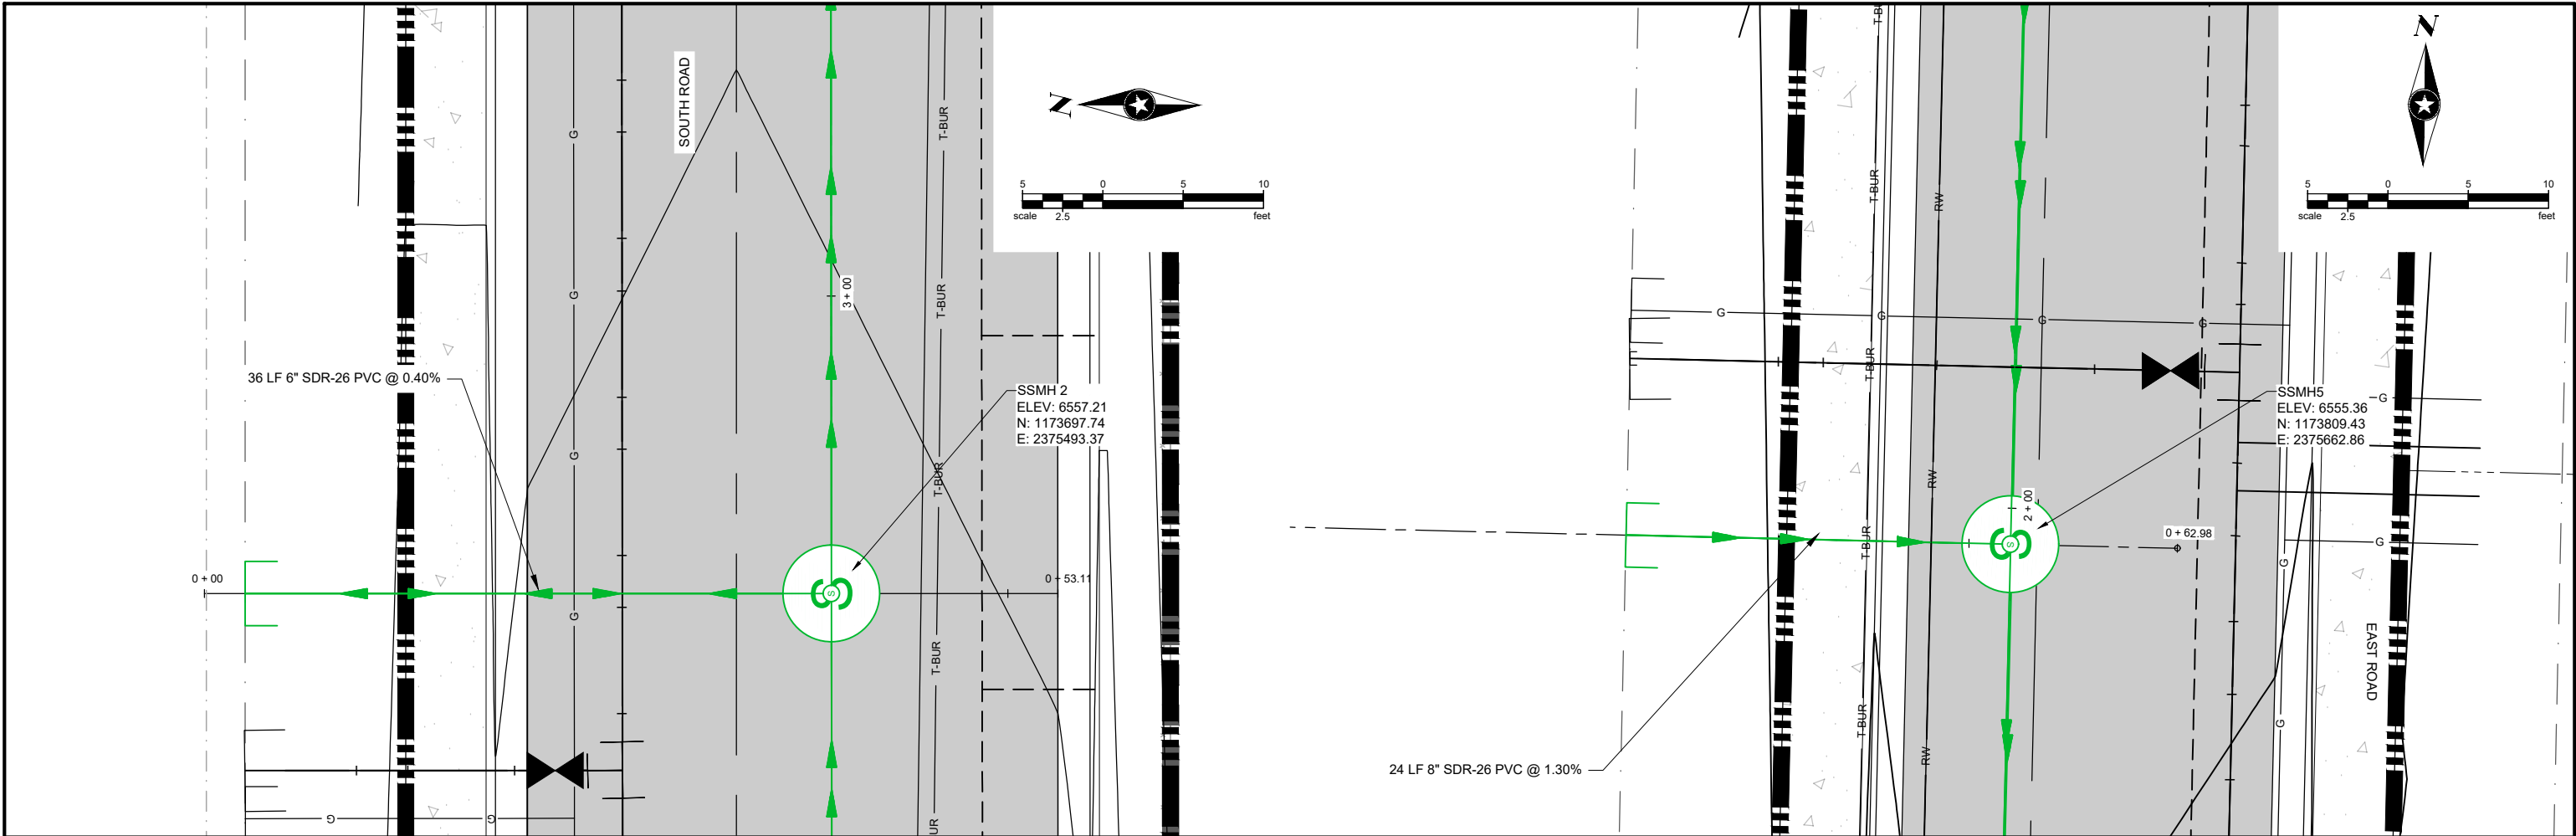 SOUTH ROAD
G
G
G
G
G
G
T-BUR
T-BUR
T-BUR
T-BUR
UR
N
5 0 5 10
scale 2.5 feet
3 + 00
36 LF 6" SDR-26 PVC @ 0.40%
SSMH 2
ELEV: 6557.21
N: 1173697.74
E: 2375493.37
0 + 00
0 + 53.11
S
T-BU
T-BUR
T-BUR
T-BUR
T-BUR
RW
RW
RW
N
5 0 5 10
scale 2.5 feet
G
G
G
G
G
G
G
G
SSMH5
ELEV: 6555.36
N: 1173809.43
E: 2375662.86
2 + 00
0 + 62.98
S
EAST ROAD
24 LF 8" SDR-26 PVC @ 1.30%